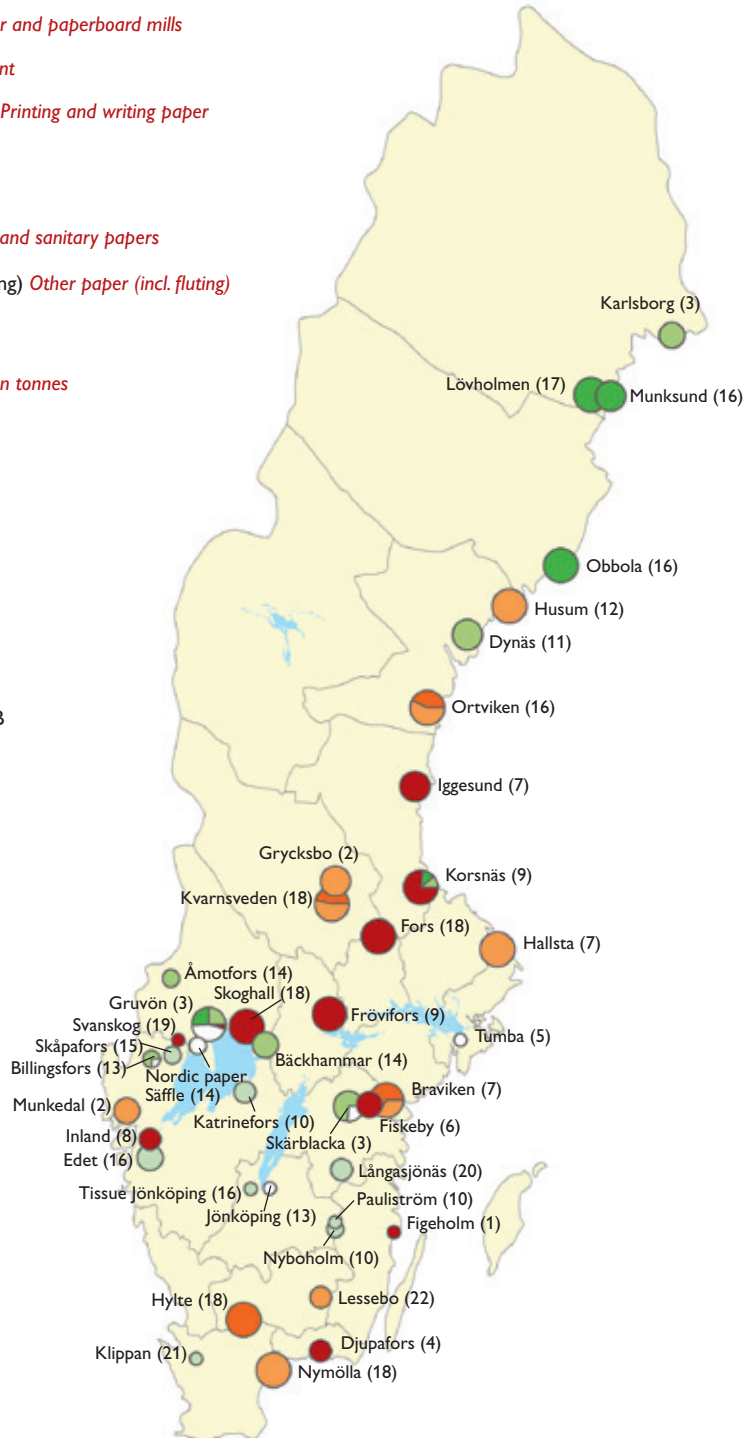 r and paperboard mills
nt
Printing and writing paper
and sanitary papers
ng) Other paper (incl. fluting)
n tonnes
Karlsborg (3)
Lövholmen (17)
Munksund (16)
Obbola (16)
Husum (12)
Dynäs (11)
Ortviken (16)
B
Iggesund (7)
Grycksbo (2)
Korsnäs (9)
Kvarnsveden (18)
Fors (18)
Hallsta (7)
Åmotfors (14)
Skoghall (18)
Gruvön (3)
Frövifors (9)
Svanskog (19)
Tumba (5)
Skåpafors (15)
Bäckhammar (14)
Billingsfors (13)
Nordic paper
Säffle (14)
Braviken (7)
Munkedal (2)
Katrinefors (10)
Fiskeby (6)
Inland (8)
Skärblacka (3)
Edet (16)
Långasjönäs (20)
Tissue Jönköping (16)
Pauliström (10)
Jönköping (13)
Figeholm (1)
Nyboholm (10)
Lessebo (22)
Hylte (18)
Djupafors (4)
Klippan (21)
Nymölla (18)